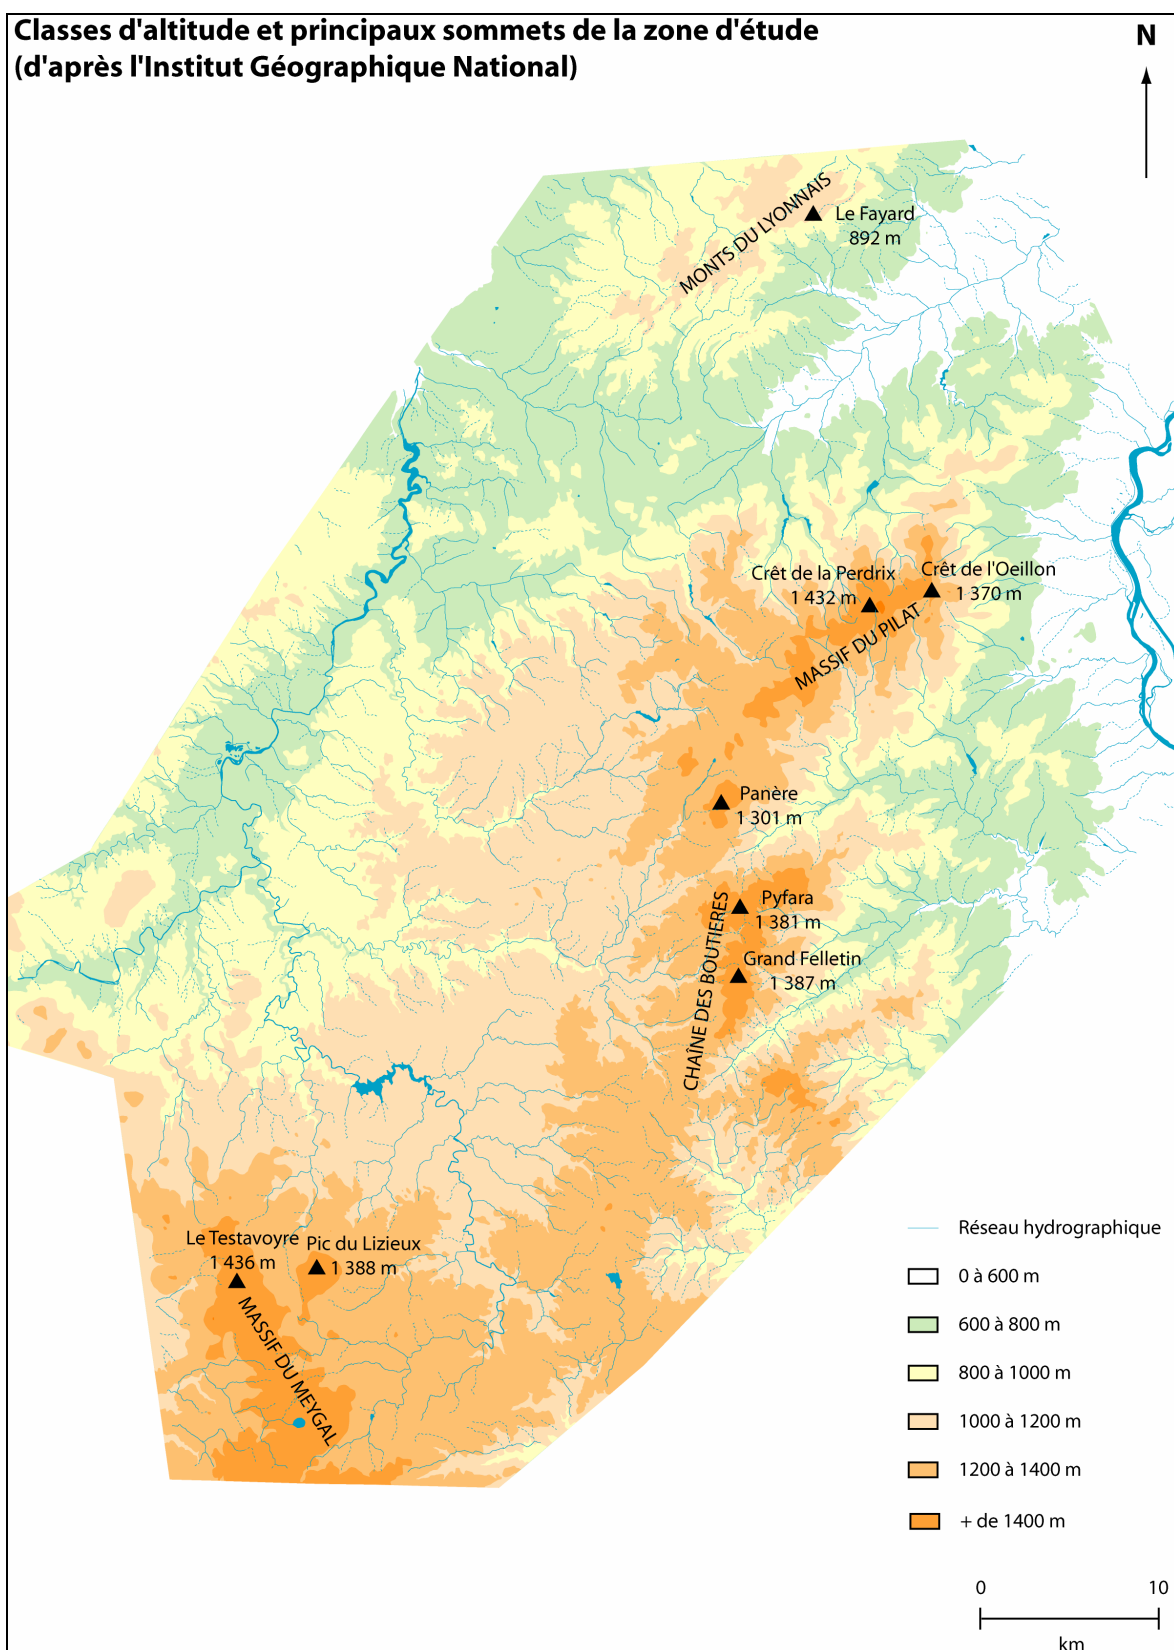 Classes d'altitude et principaux sommets de la zone d'étude
(d'après l'Institut Géographique National)
N
MONTS DU LYONNAIS
Le Fayard
892 m
Crêt de la Perdrix
1 432 m
Crêt de l'Oeillon
1 370 m
MASSIF DU PILAT
Panère
1 301 m
Pyfara
1 381 m
CHAÎNE DES BOUTIERES
Grand Felletin
1 387 m
Le Testavoyre
1 436 m
Pic du Lizieux
1 388 m
MASSIF DU MEYGAL
Réseau hydrographique
0 à 600 m
600 à 800 m
800 à 1000 m
1000 à 1200 m
1200 à 1400 m
+ de 1400 m
0 10
km